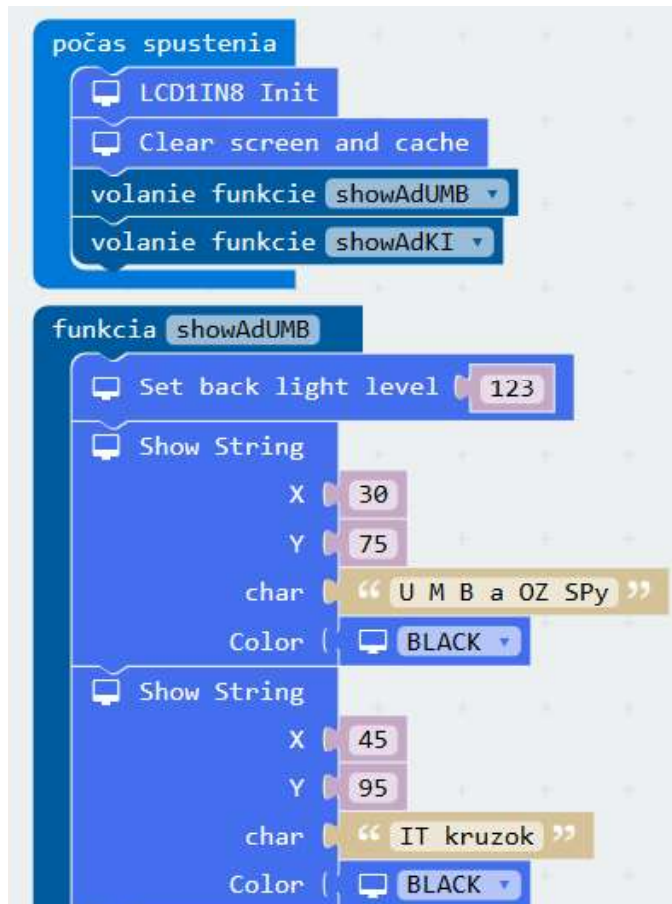 počas spustenia
LCD1IN8 Init
Clear screen and cache
volanie funkcie showAdUMB
volanie funkcie showAdKI
funkcia showAdUMB
Set back light level 123
Show String
X 30
Y 75
char “ U M B a OZ SPy ”
Color BLACK
Show String
X 45
Y 95
char “ IT kruzok ”
Color BLACK